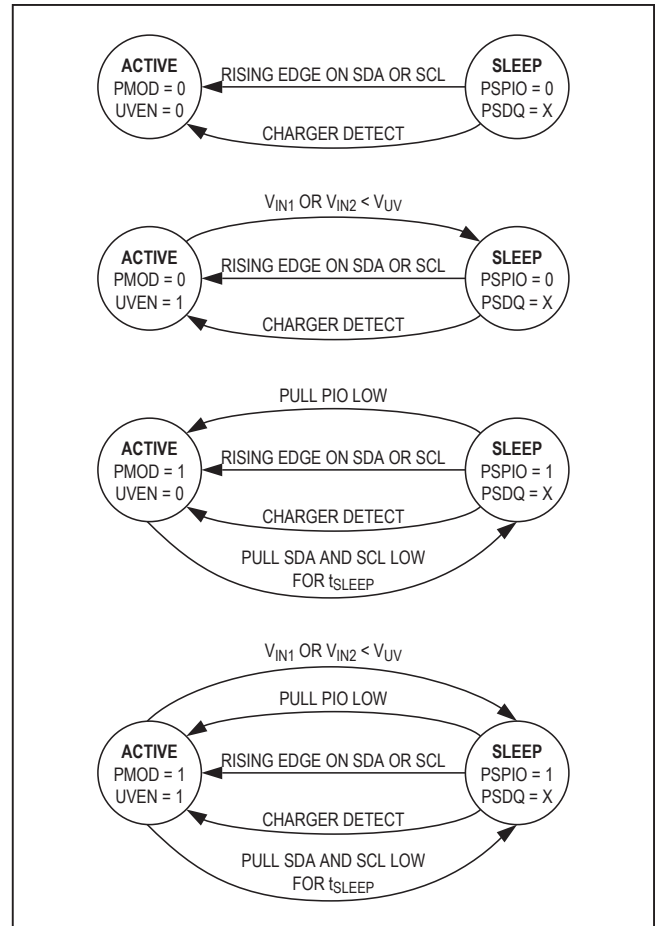 ACTIVE
PMOD = 0
UVEN = 0
RISING EDGE ON SDA OR SCL
CHARGER DETECT
SLEEP
PSPIO = 0
PSDQ = X
VIN1 OR VIN2 < VUV
ACTIVE
PMOD = 0
UVEN = 1
RISING EDGE ON SDA OR SCL
CHARGER DETECT
SLEEP
PSPIO = 0
PSDQ = X
PULL PIO LOW
ACTIVE
PMOD = 1
UVEN = 0
RISING EDGE ON SDA OR SCL
CHARGER DETECT
SLEEP
PSPIO = 1
PSDQ = X
PULL SDA AND SCL LOW
FOR tSLEEP
VIN1 OR VIN2 < VUV
PULL PIO LOW
ACTIVE
PMOD = 1
UVEN = 1
RISING EDGE ON SDA OR SCL
CHARGER DETECT
SLEEP
PSPIO = 1
PSDQ = X
PULL SDA AND SCL LOW
FOR tSLEEP